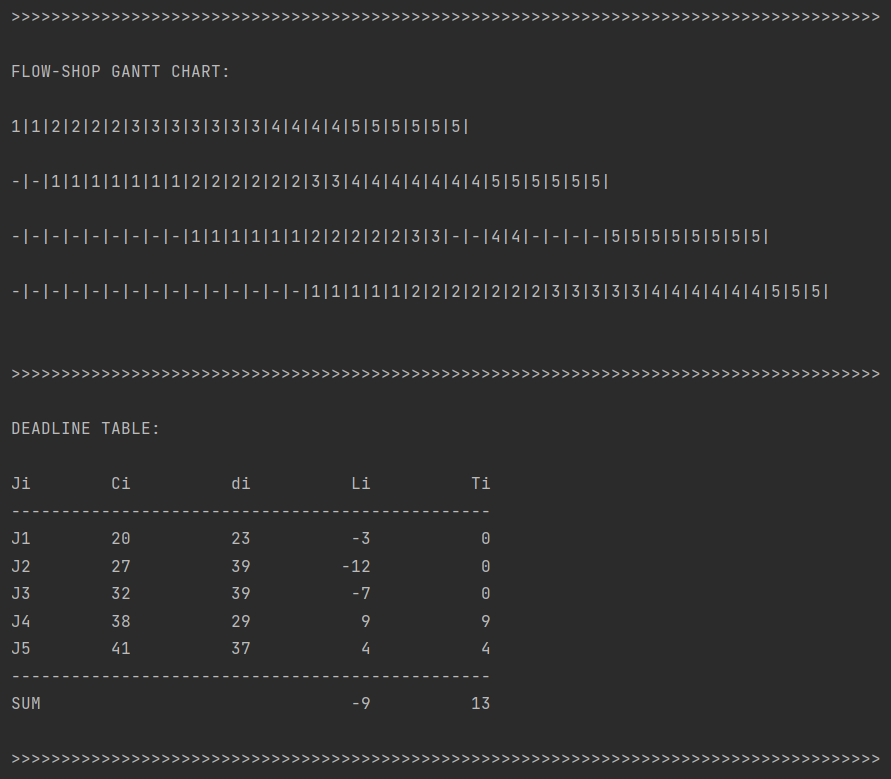 >>>>>>>>>>>>>>>>>>>>>>>>>>>>>>>>>>>>>>>>>>>>>>>>>>>>>>>>>>>>>>>>>>>>>>>>>>>>>>>>>>>>>>>
FLOW-SHOP GANTT CHART:
1|1|2|2|2|2|3|3|3|3|3|3|3|4|4|4|4|5|5|5|5|5|5|
-|-|1|1|1|1|1|1|1|2|2|2|2|2|2|3|3|4|4|4|4|4|4|4|5|5|5|5|5|5|
-|-|-|-|-|-|-|-|-|1|1|1|1|1|1|2|2|2|2|2|3|3|-|-|4|4|-|-|-|-|5|5|5|5|5|5|5|5|
-|-|-|-|-|-|-|-|-|-|-|-|-|-|-|1|1|1|1|1|2|2|2|2|2|2|2|3|3|3|3|3|4|4|4|4|4|4|5|5|5|
>>>>>>>>>>>>>>>>>>>>>>>>>>>>>>>>>>>>>>>>>>>>>>>>>>>>>>>>>>>>>>>>>>>>>>>>>>>>>>>>>>>>>>>
DEADLINE TABLE:
Ji        Ci          di          Li          Ti
------------------------------------------------
J1        20          23          -3           0
J2        27          39         -12           0
J3        32          39          -7           0
J4        38          29           9           9
J5        41          37           4           4
------------------------------------------------
SUM                               -9          13
>>>>>>>>>>>>>>>>>>>>>>>>>>>>>>>>>>>>>>>>>>>>>>>>>>>>>>>>>>>>>>>>>>>>>>>>>>>>>>>>>>>>>>>